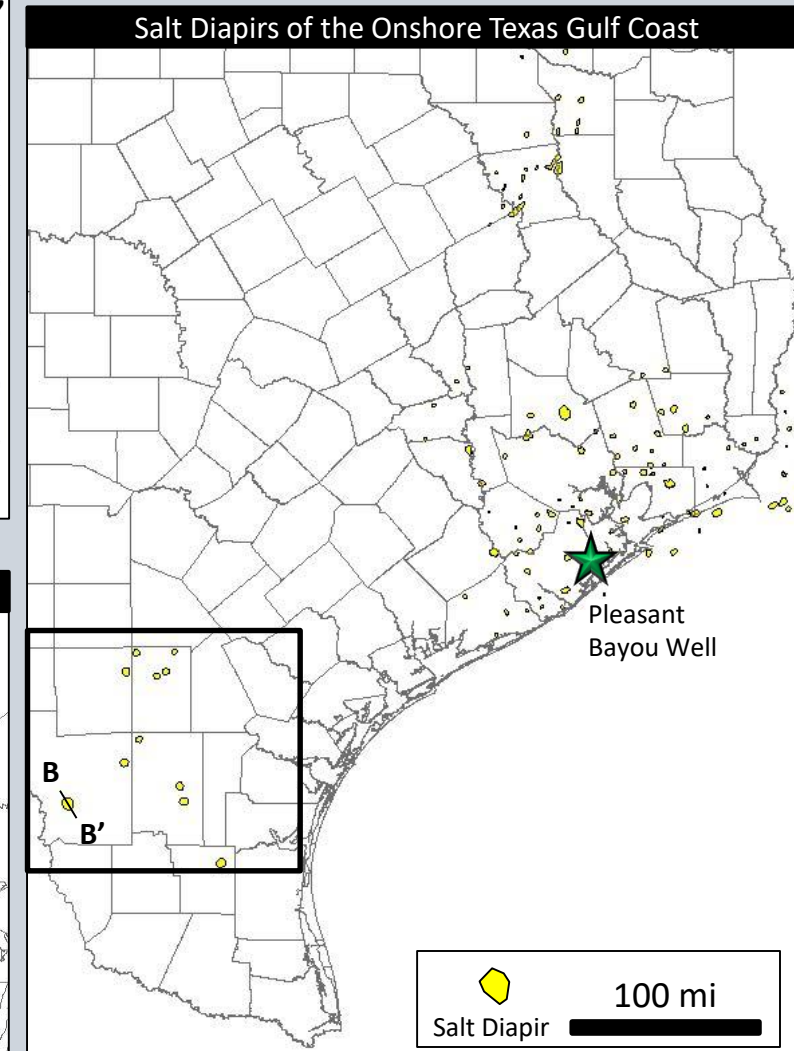 Salt Diapirs of the Onshore Texas Gulf Coast
Pleasant
Bayou Well
B
B'
100 mi
Salt Diapir